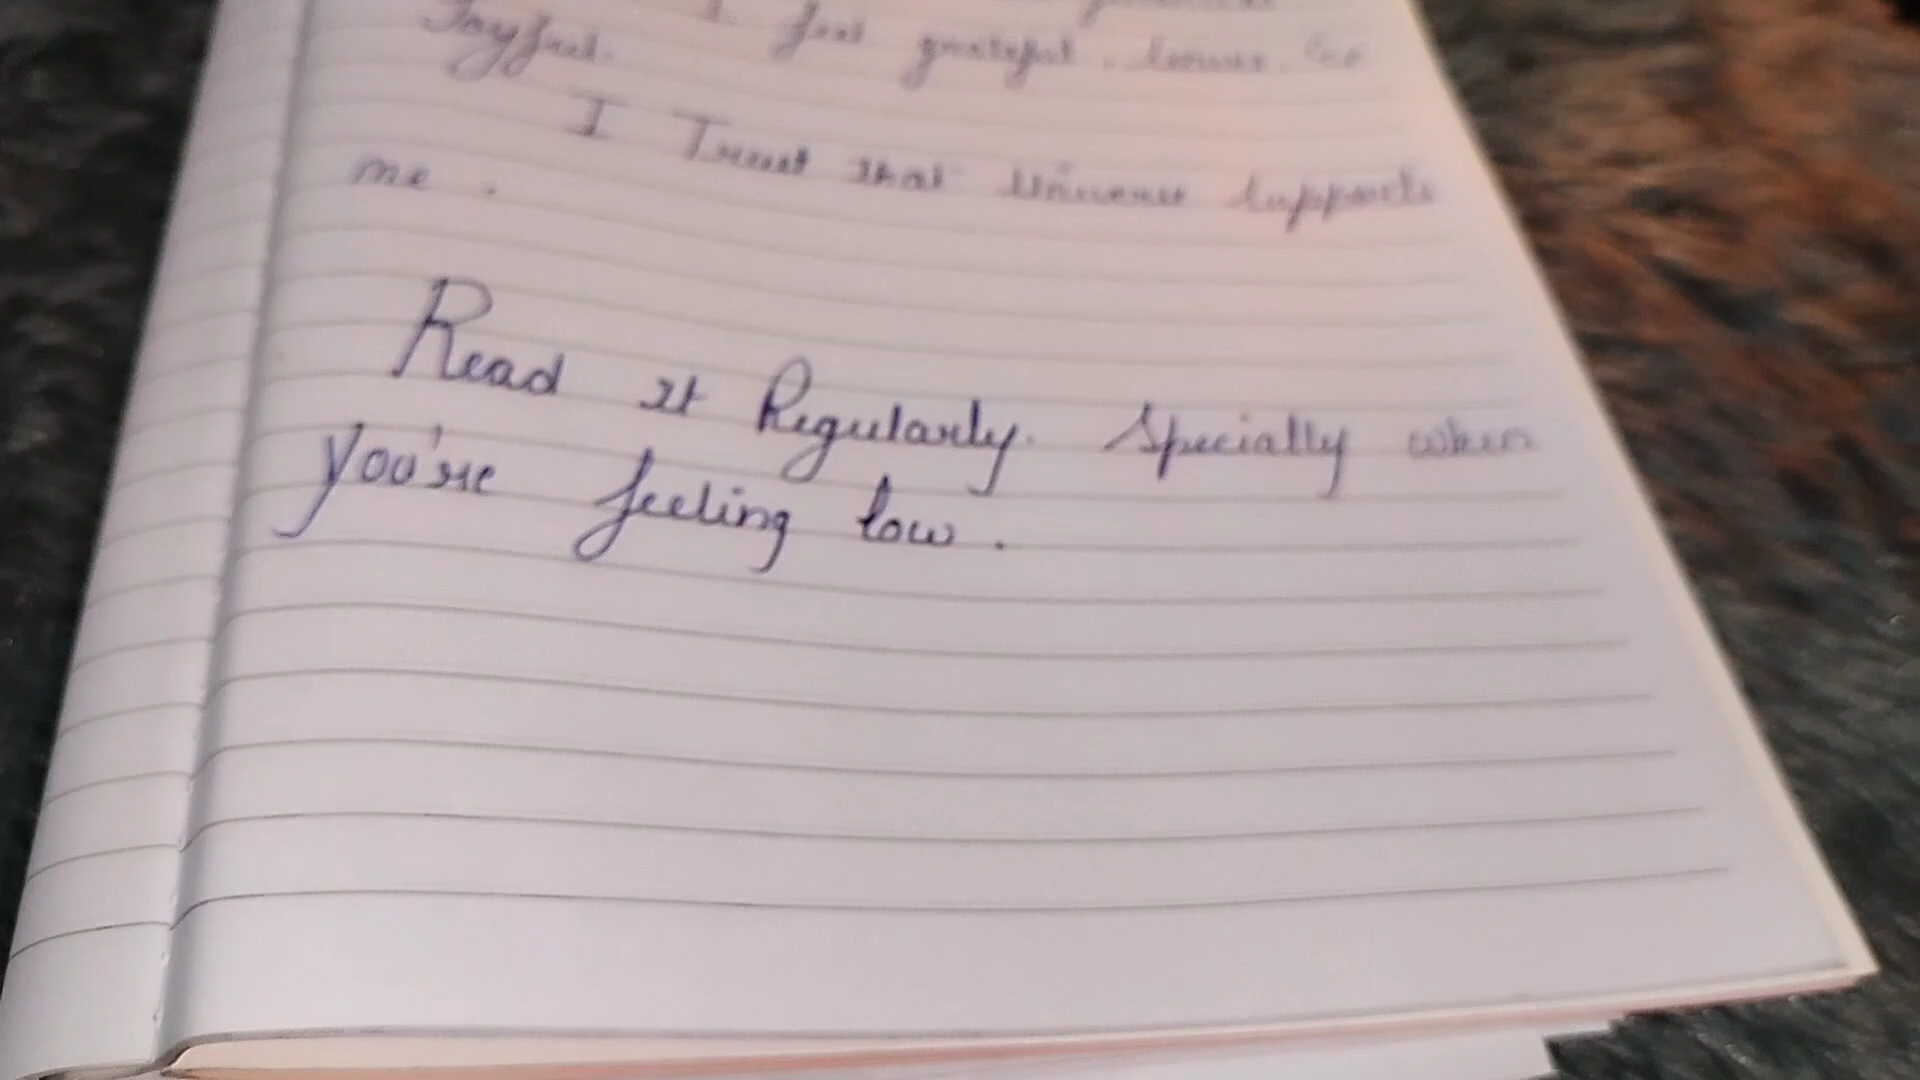 Joyful. I feel grateful.
I Trust that Universe Supports
me.
Read it Regularly. Specially when
you're feeling low.